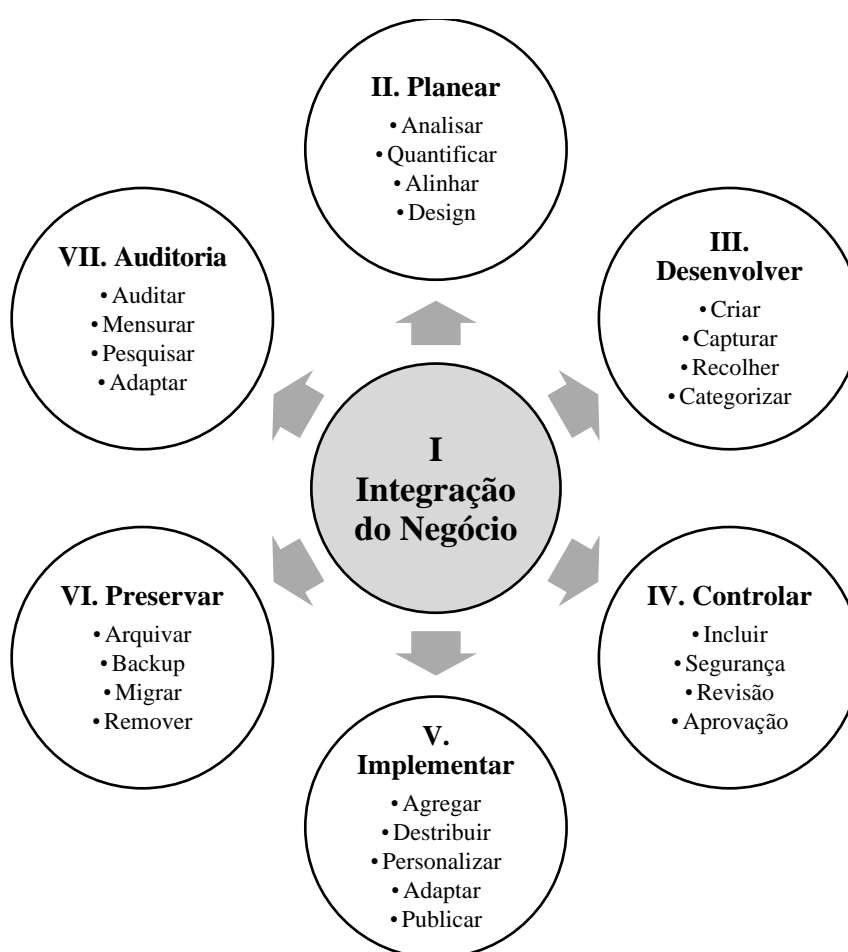 II. Planear
• Analisar
• Quantificar
• Alinhar
• Design
III.
Desenvolver
• Criar
• Capturar
• Recolher
• Categorizar
IV. Controlar
• Incluir
• Segurança
• Revisão
• Aprovação
V.
Implementar
• Agregar
• Destribuir
• Personalizar
• Adaptar
• Publicar
VI. Preservar
• Arquivar
• Backup
• Migrar
• Remover
VII. Auditoria
• Auditar
• Mensurar
• Pesquisar
• Adaptar
I
Integração
do Negócio